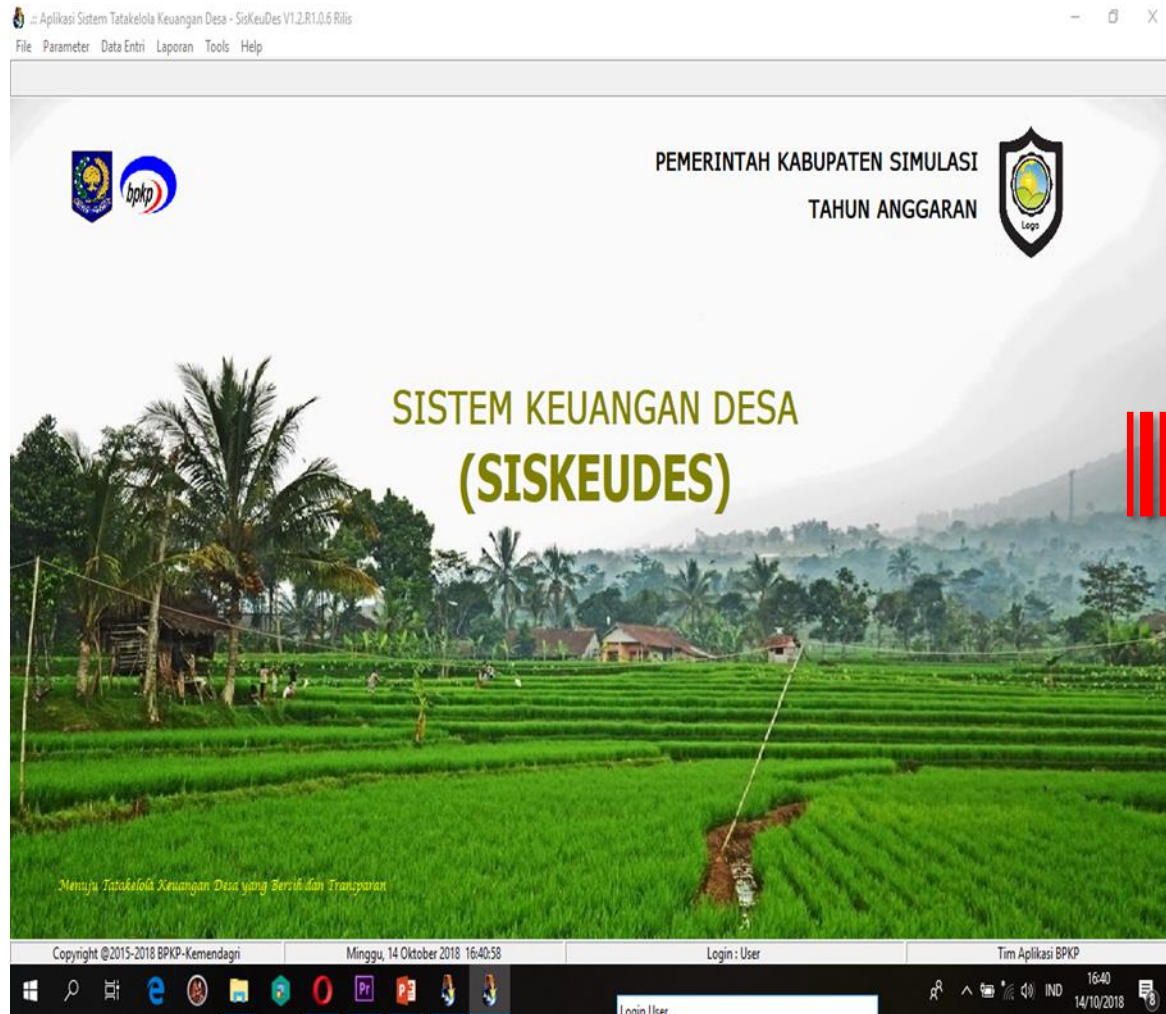 .:: Aplikasi Sistem Tatakelola Keuangan Desa - SisKeuDes V1.2.R1.0.6 Rilis
File Parameter Data Entri Laporan Tools Help
bpkp
PEMERINTAH KABUPATEN SIMULASI
TAHUN ANGGARAN
Logo
SISTEM KEUANGAN DESA
(SISKEUDES)
Menuju Tatakelola Keuangan Desa yang Bersih dan Transparan
Copyright @2015-2018 BPKP-Kemendagri Minggu, 14 Oktober 2018 16:40:58 Login : User Tim Aplikasi BPKP
Pr
IND
16:40
14/10/2018
8
Login User